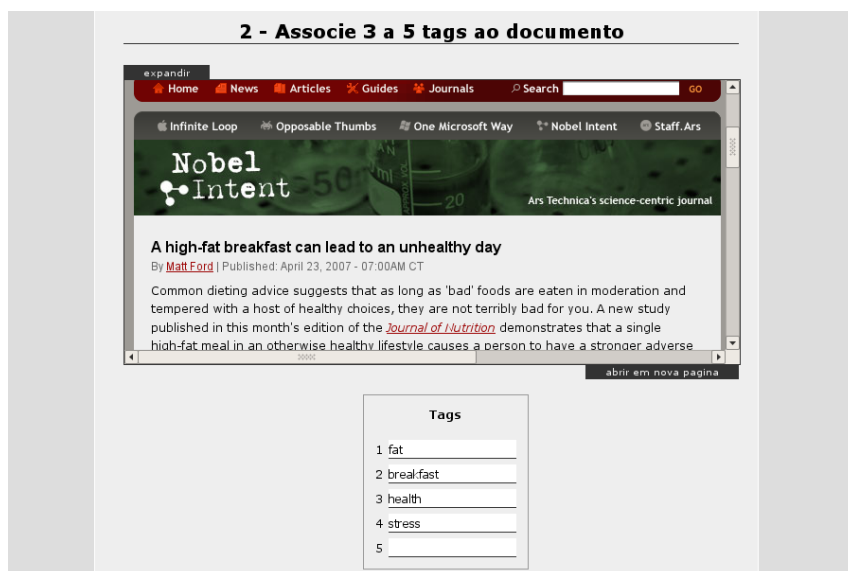 2 - Associe 3 a 5 tags ao documento
expandir
Home News Articles Guides Journals Search GO
Infinite Loop Opposable Thumbs One Microsoft Way Nobel Intent Staff.Ars
Nobel
Intent
50
ml
20
Ars Technica's science-centric journal
A high-fat breakfast can lead to an unhealthy day
By Matt Ford | Published: April 23, 2007 - 07:00AM CT
Common dieting advice suggests that as long as 'bad' foods are eaten in moderation and
tempered with a host of healthy choices, they are not terribly bad for you. A new study
published in this month's edition of the Journal of Nutrition demonstrates that a single
high-fat meal in an otherwise healthy lifestyle causes a person to have a stronger adverse
abrir em nova pagina
Tags
1 fat
2 breakfast
3 health
4 stress
5